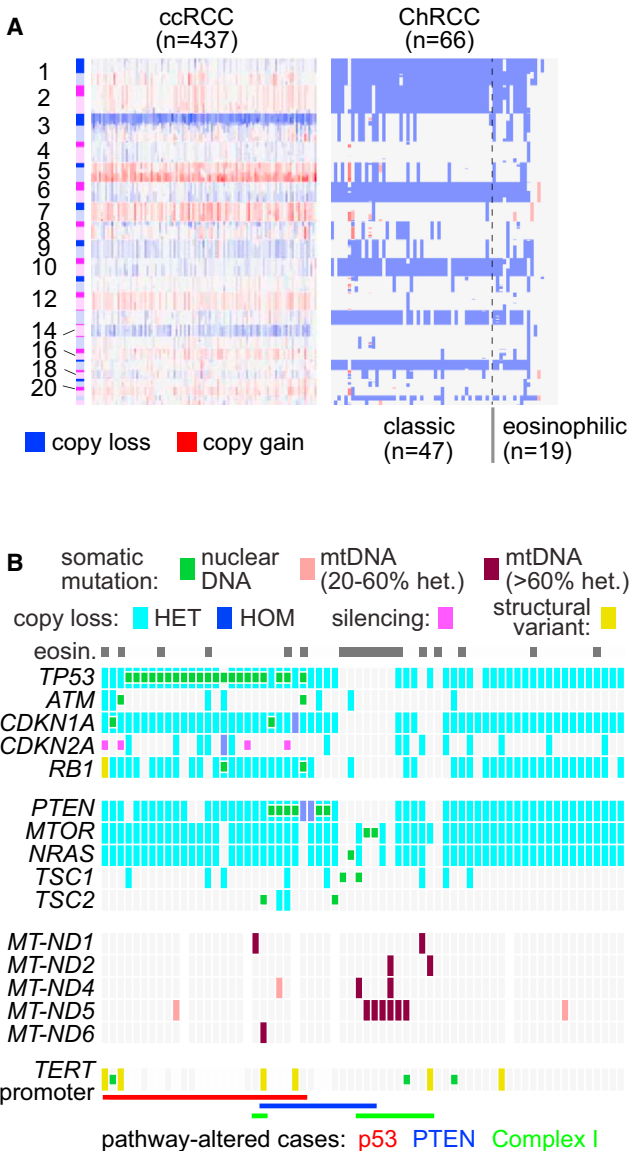 A
ccRCC
(n=437)
ChRCC
(n=66)
1
2
3
4
5
6
7
8
9
10
12
14
16
18
20
copy loss
copy gain
classic
(n=47)
eosinophilic
(n=19)
B
somatic
mutation:
nuclear
DNA
mtDNA
(20-60% het.)
mtDNA
(>60% het.)
copy loss:
HET
HOM
silencing:
structural
variant:
eosin.
TP53
ATM
CDKN1A
CDKN2A
RB1
PTEN
MTOR
NRAS
TSC1
TSC2
MT-ND1
MT-ND2
MT-ND4
MT-ND5
MT-ND6
TERT
promoter
pathway-altered cases: p53 PTEN Complex I